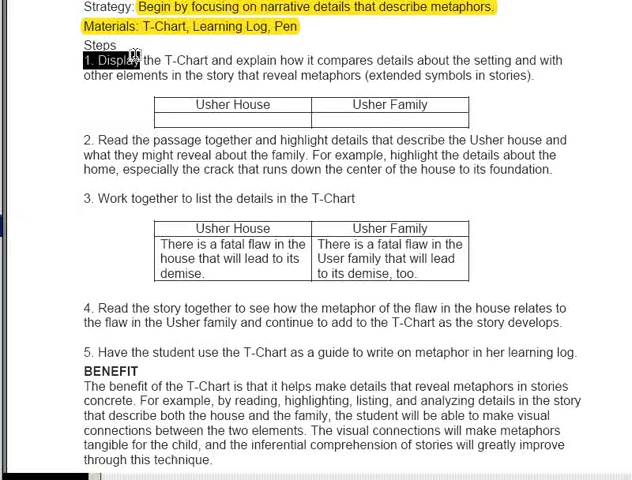 Strategy: Begin by focusing on narrative details that describe metaphors.
Materials: T-Chart, Learning Log, Pen
Steps
1. Display the T-Chart and explain how it compares details about the setting and with
other elements in the story that reveal metaphors (extended symbols in stories).
Usher House Usher Family
2. Read the passage together and highlight details that describe the Usher house and
what they might reveal about the family. For example, highlight the details about the
home, especially the crack that runs down the center of the house to its foundation.
3. Work together to list the details in the T-Chart
Usher House Usher Family
There is a fatal flaw in the There is a fatal flaw in the
house that will lead to its User family that will lead
demise. to its demise, too.
4. Read the story together to see how the metaphor of the flaw in the house relates to
the flaw in the Usher family and continue to add to the T-Chart as the story develops.
5. Have the student use the T-Chart as a guide to write on metaphor in her learning log.
BENEFIT
The benefit of the T-Chart is that it helps make details that reveal metaphors in stories
concrete. For example, by reading, highlighting, listing, and analyzing details in the story
that describe both the house and the family, the student will be able to make visual
connections between the two elements. The visual connections will make metaphors
tangible for the child, and the inferential comprehension of stories will greatly improve
through this technique.